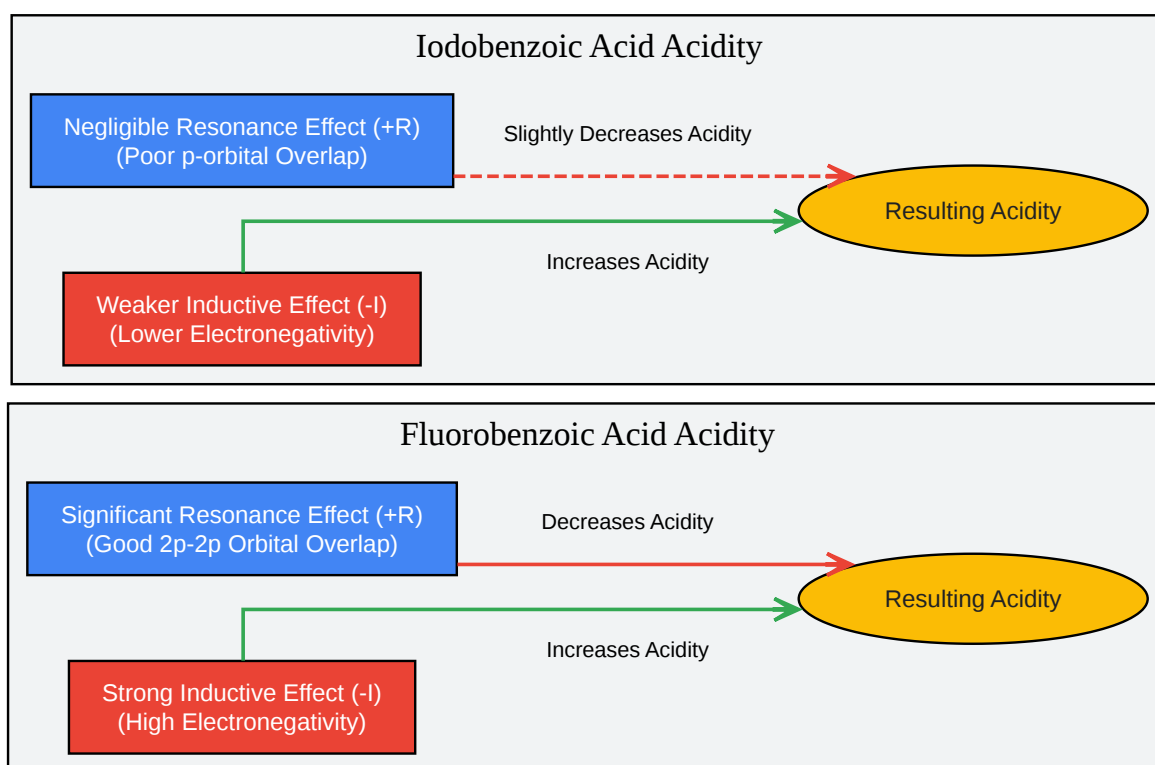 Iodobenzoic Acid Acidity
Negligible Resonance Effect (+R)
(Poor p-orbital Overlap)
Slightly Decreases Acidity
Resulting Acidity
Increases Acidity
Weaker Inductive Effect (-I)
(Lower Electronegativity)
Fluorobenzoic Acid Acidity
Significant Resonance Effect (+R)
(Good 2p-2p Orbital Overlap)
Decreases Acidity
Resulting Acidity
Increases Acidity
Strong Inductive Effect (-I)
(High Electronegativity)